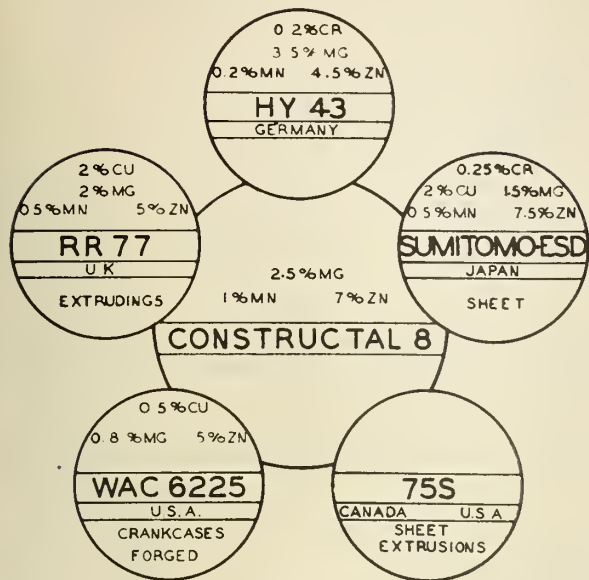 0 2%CR
3 5% MG
0.2%MN 4.5%ZN
HY 43
GERMANY
2%CU
2%MG
0 5%MN 5%ZN
RR 77
U K
EXTRUDINGS
0.25%CR
2%CU 1.5%MG
0 5%MN 7.5%ZN
SUMITOMO-ESD
JAPAN
SHEET
2.5%MG
1%MN 7%ZN
CONSTRUCTAL 8
0 5%CU
0.8 %MG 5%ZN
WAC 6225
U.S.A.
CRANKCASES
FORGED
75S
CANADA U S A
SHEET
EXTRUSIONS